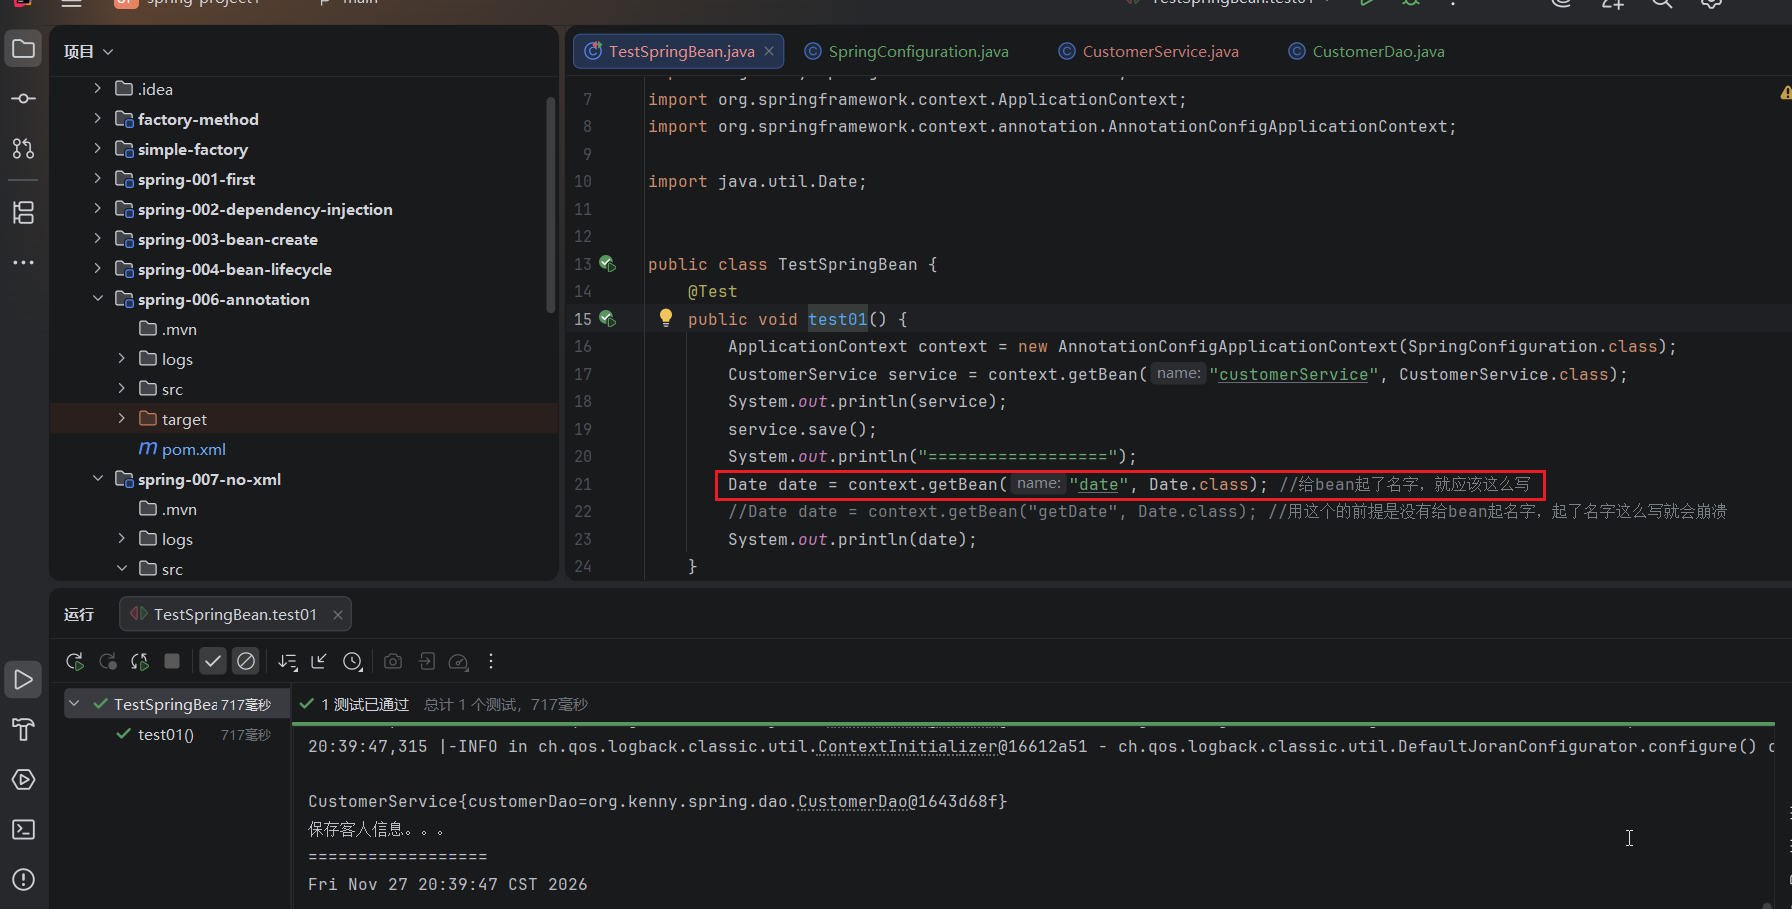 spring-project1
main
TestSpringBean.test01
项目
TestSpringBean.java
SpringConfiguration.java
CustomerService.java
CustomerDao.java
.idea
factory-method
simple-factory
spring-001-first
spring-002-dependency-injection
spring-003-bean-create
spring-004-bean-lifecycle
spring-006-annotation
.mvn
logs
src
target
pom.xml
spring-007-no-xml
.mvn
logs
src
7 import org.springframework.context.ApplicationContext;
8 import org.springframework.context.annotation.AnnotationConfigApplicationContext;
9
10 import java.util.Date;
11
12
13 public class TestSpringBean {
14 @Test
15 public void test01() {
16 ApplicationContext context = new AnnotationConfigApplicationContext(SpringConfiguration.class);
17 CustomerService service = context.getBean( name: "customerService", CustomerService.class);
18 System.out.println(service);
19 service.save();
20 System.out.println("==================");
21 Date date = context.getBean( name: "date", Date.class); //给bean起了名字，就应该这么写
22 //Date date = context.getBean("getDate", Date.class); //用这个的前提是没有给bean起名字，起了名字这么写就会崩溃
23 System.out.println(date);
24 }
运行
TestSpringBean.test01
TestSpringBea 717毫秒
test01() 717毫秒
1 测试已通过 总计 1 个测试，717毫秒
20:39:47,315 |-INFO in ch.qos.logback.classic.util.ContextInitializer@16612a51 - ch.qos.logback.classic.util.DefaultJoranConfigurator.configure()
CustomerService{customerDao=org.kenny.spring.dao.CustomerDao@1643d68f}
保存客人信息。。。
==================
Fri Nov 27 20:39:47 CST 2026